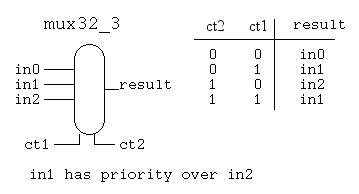 mux32_3
in0
in1
in2
result
ct1
ct2
ct2 ct1 result
0 0 in0
0 1 in1
1 0 in2
1 1 in1
in1 has priority over in2